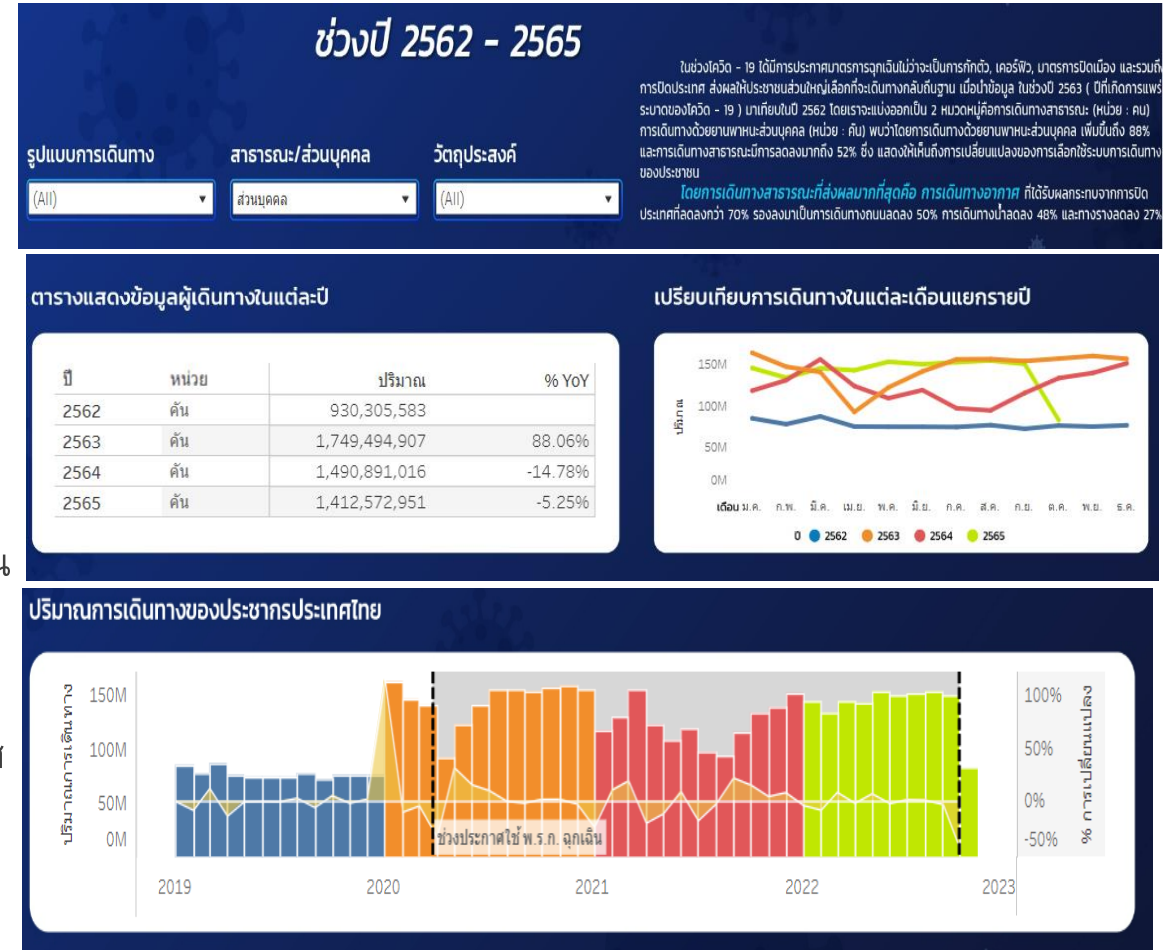 ช่วงปี 2562 - 2565
ในช่วงโควิด - 19 ได้มีการประกาศมาตรการฉุกเฉินไม่ว่าจะเป็นการกักตัว, เคอร์ฟิว, มาตรการปิดเมือง และรวมถึง
การปิดประเทศ ส่งผลให้ประชาชนส่วนใหญ่เลือกที่จะเดินทางกลับถิ่นฐาน เมื่อนำข้อมูล ในช่วงปี 2563 ( ปีที่เกิดการแพร่
ระบาดของโควิด - 19 ) มาเทียบในปี 2562 โดยเราจะแบ่งออกเป็น 2 หมวดหมู่คือการเดินทางสาธารณะ (หน่วย : คน)
การเดินทางด้วยยานพาหนะส่วนบุคคล (หน่วย : คัน) พบว่าโดยการเดินทางด้วยยานพาหนะส่วนบุคคล เพิ่มขึ้นถึง 88%
และการเดินทางสาธารณะมีการลดลงมากถึง 52% ซึ่ง แสดงให้เห็นถึงการเปลี่ยนแปลงของการเลือกใช้ระบบการเดินทาง
ของประชาชน
โดยการเดินทางสาธารณะที่ส่งผลมากที่สุดคือ การเดินทางอากาศ ที่ได้รับผลกระทบจากการปิด
ประเทศที่ลดลงกว่า 70% รองลงมาเป็นการเดินทางถนนลดลง 50% การเดินทางน้ำลดลง 48% และทางรางลดลง 27%
รูปแบบการเดินทาง สาธารณะ/ส่วนบุคคล วัตถุประสงค์
(All) ส่วนบุคคล (All)
ตารางแสดงข้อมูลผู้เดินทางในแต่ละปี
ปี หน่วย ปริมาณ % YoY
2562 คัน 930,305,583
2563 คัน 1,749,494,907 88.06%
2564 คัน 1,490,891,016 -14.78%
2565 คัน 1,412,572,951 -5.25%
เปรียบเทียบการเดินทางในแต่ละเดือนแยกรายปี
ปริมาณ
150M
100M
50M
0M
เดือน ม.ค. ก.พ. มี.ค. เม.ย. พ.ค. มิ.ย. ก.ค. ส.ค. ก.ย. ต.ค. พ.ย. ธ.ค.
ปี 2562 2563 2564 2565
น
ปริมาณการเดินทางของประชากรประเทศไทย
ปริมาณการเดินทาง
150M
100M
50M
0M
ช่วงประกาศใช้ พ.ร.ก. ฉุกเฉิน
100%
50%
0%
-50%
% การเปลี่ยนแปลง
2019 2020 2021 2022 2023